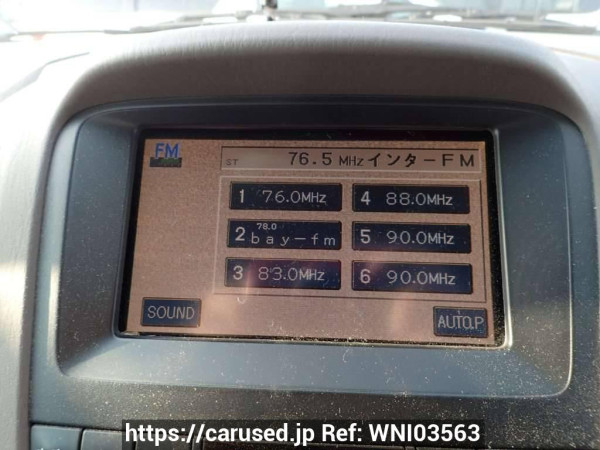 FM
ST 76.5 MHz インターFM
1 76.0MHz
4 88.0MHz
78.0
2 bay-fm
5 90.0MHz
3 83.0MHz
6 90.0MHz
SOUND
AUTO.P
https://carused.jp Ref: WNI03563